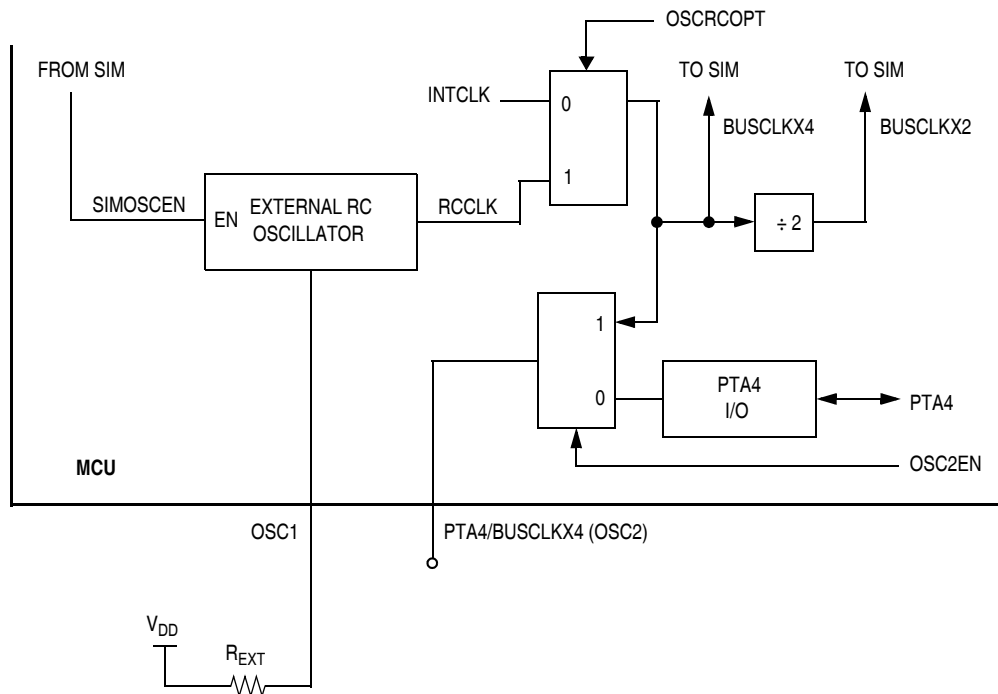 OSCRCOPT
FROM SIM
TO SIM
TO SIM
INTCLK
0
BUSCLKX4
BUSCLKX2
1
SIMOSCEN
EN
EXTERNAL RC
OSCILLATOR
RCCLK
÷ 2
1
0
PTA4
I/O
PTA4
MCU
OSC2EN
OSC1
PTA4/BUSCLKX4 (OSC2)
VDD
REXT